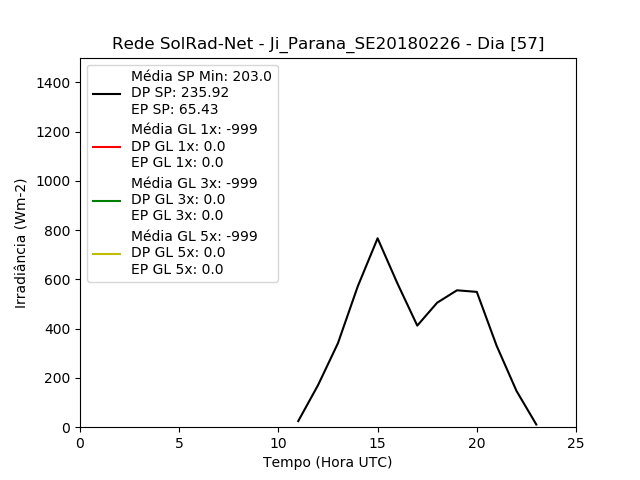 Rede SolRad-Net - Ji_Parana_SE20180226 - Dia [57]
Média SP Min: 203.0
DP SP: 235.92
EP SP: 65.43
Média GL 1x: -999
DP GL 1x: 0.0
EP GL 1x: 0.0
Média GL 3x: -999
DP GL 3x: 0.0
EP GL 3x: 0.0
Média GL 5x: -999
DP GL 5x: 0.0
EP GL 5x: 0.0
1400
1200
1000
800
600
400
200
0
Irradiância (Wm-2)
0 5 10 15 20 25
Tempo (Hora UTC)